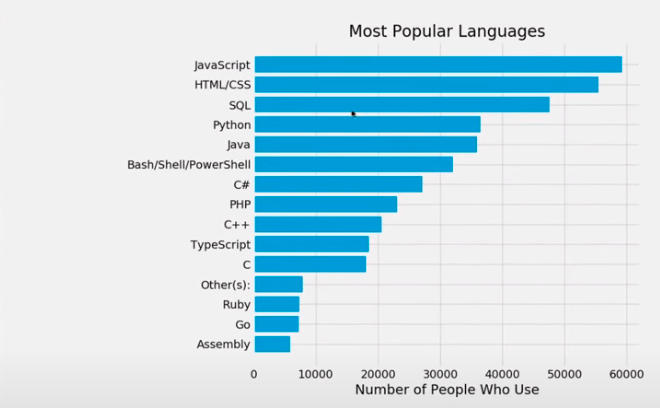 Most Popular Languages
JavaScript
HTML/CSS
SQL
Python
Java
Bash/Shell/PowerShell
C#
PHP
C++
TypeScript
C
Other(s):
Ruby
Go
Assembly
0 10000 20000 30000 40000 50000 60000
Number of People Who Use